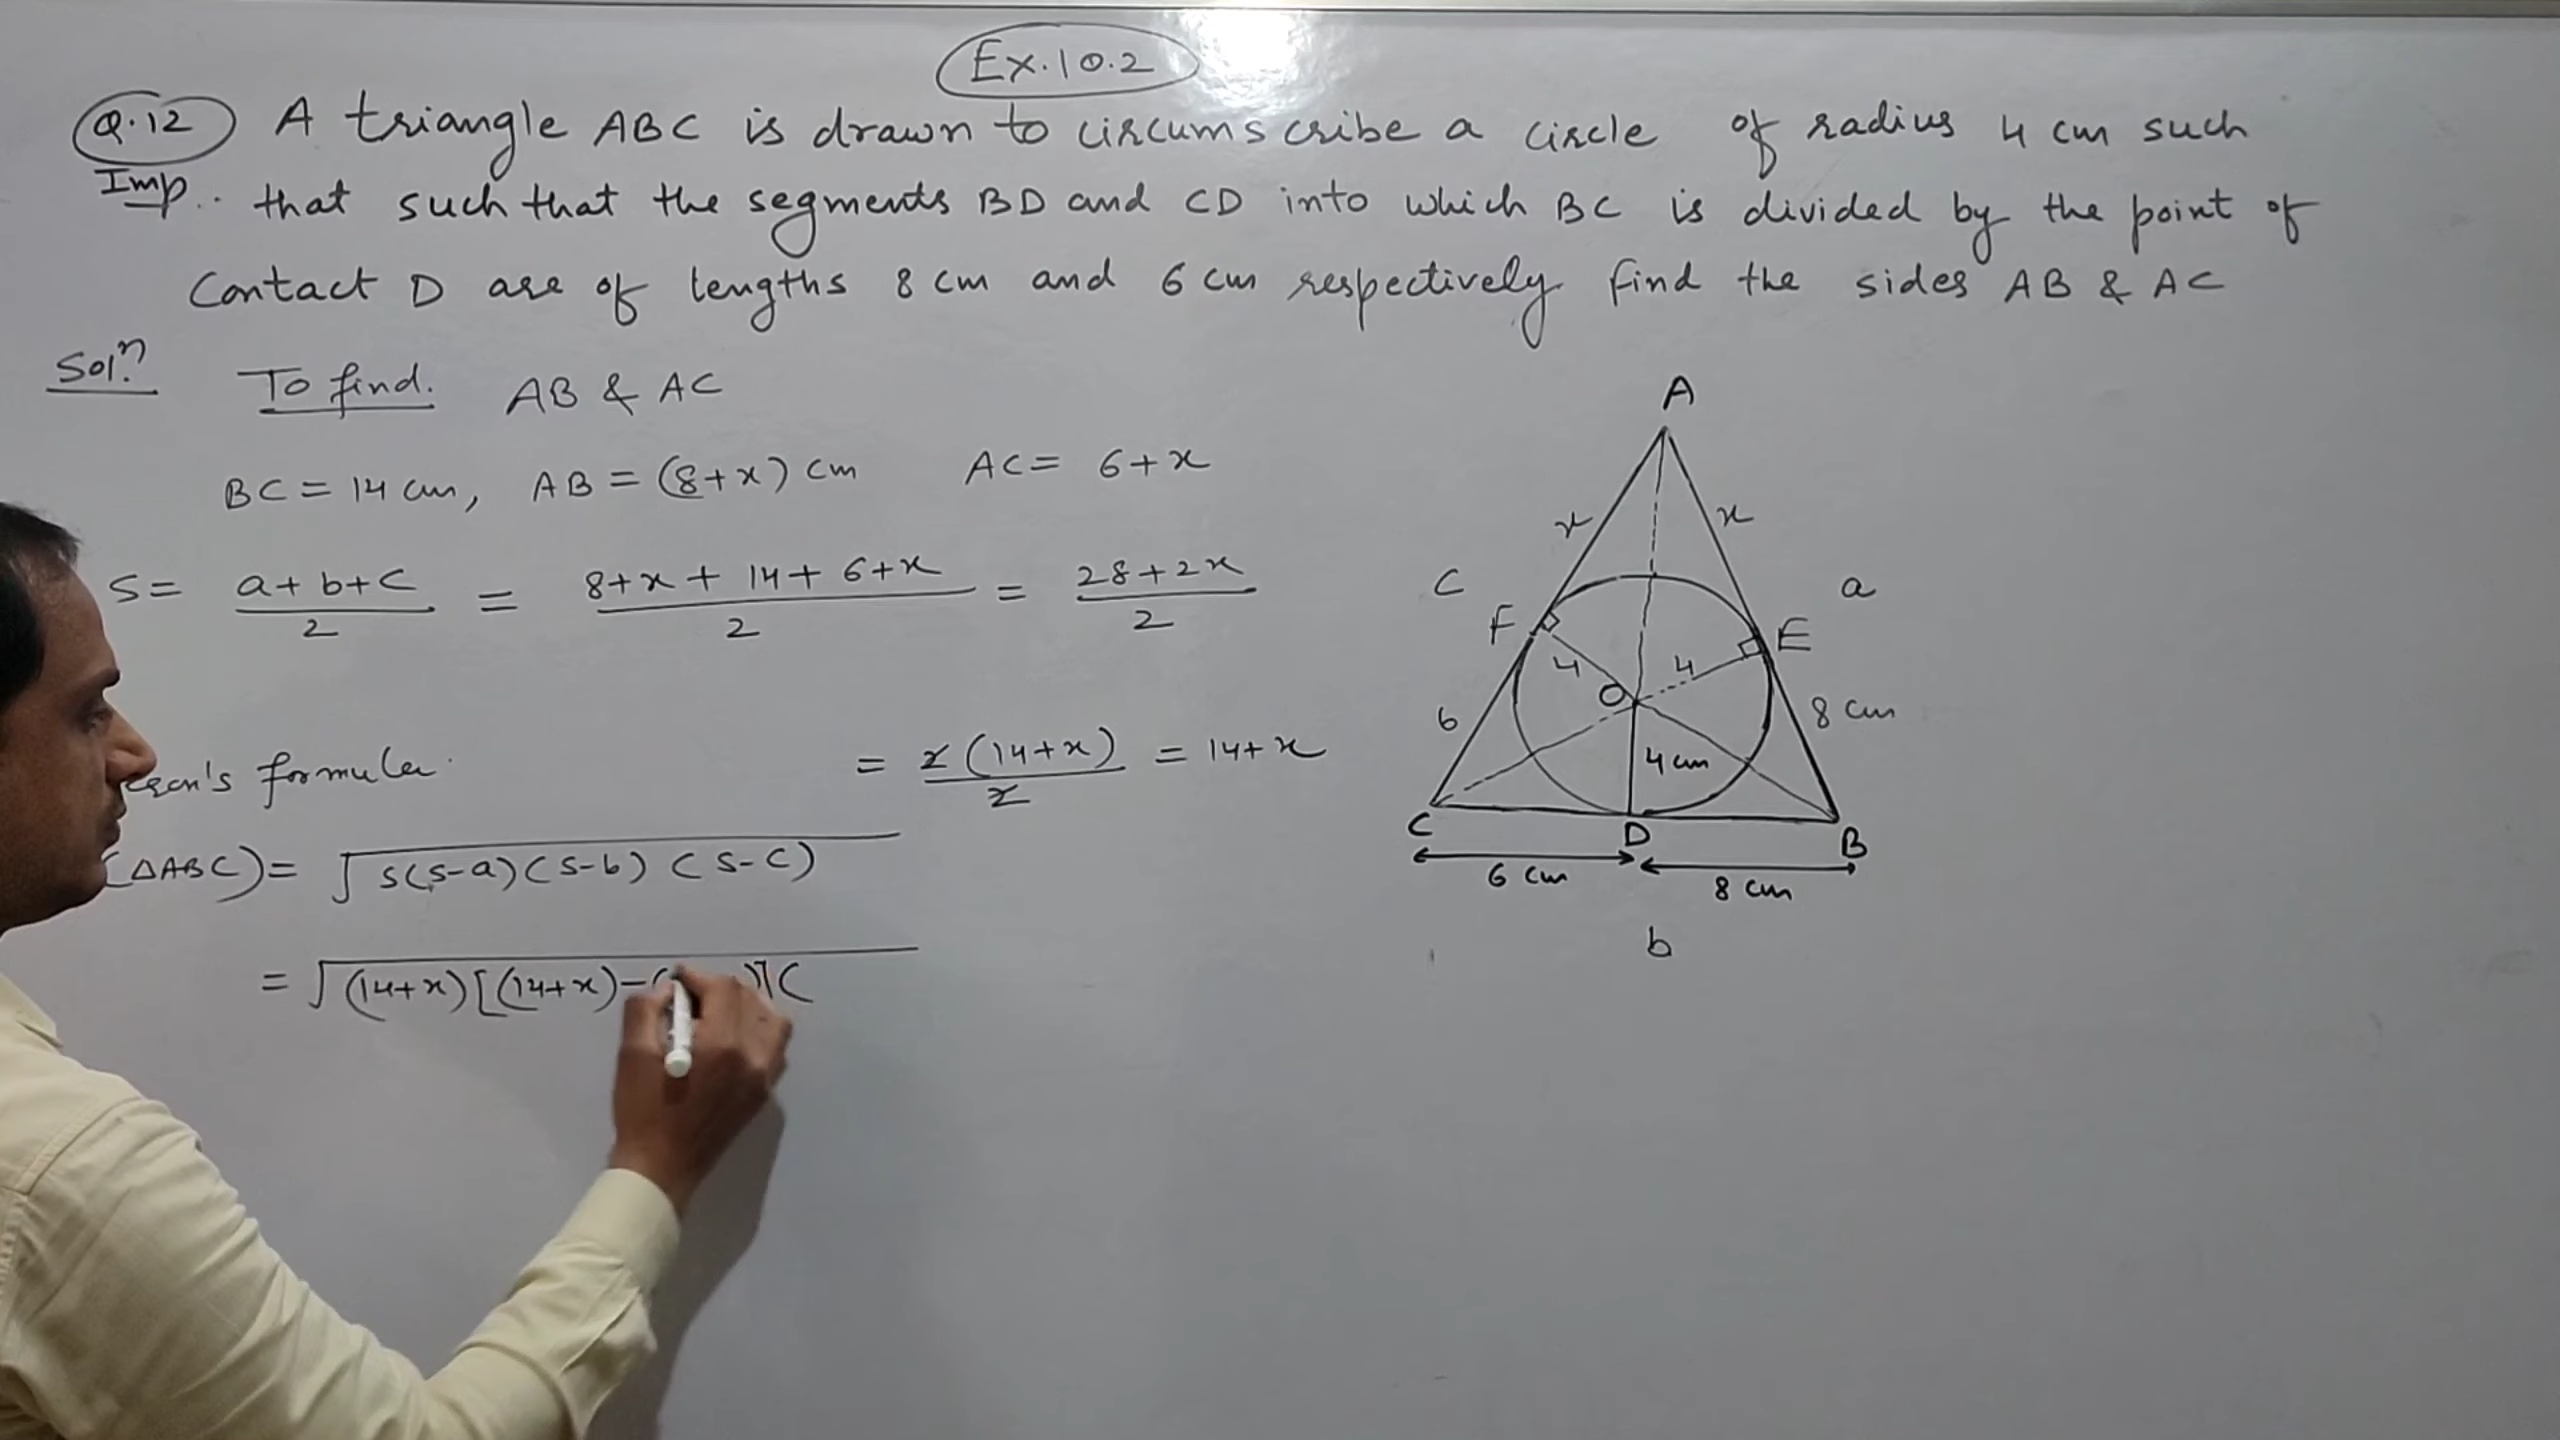 Ex.10.2
Q.12 A triangle ABC is drawn to circumscribe a circle of radius 4 cm such
Imp.. that such that the segments BD and CD into which BC is divided by the point of
Contact D are of lengths 8 cm and 6 cm respectively. find the sides AB & AC
Solⁿ. To find. AB & AC
BC = 14 cm, AB = (8+x) cm AC = 6+x
S = a+b+c/2 = 8+x+14+6+x/2 = 28+2x/2
= 2(14+x)/2 = 14+x
formula
(ΔABC) = √s(s-a)(s-b)(s-c)
= √(14+x)[(14+x)-( )](
A
x x
C a
F E
4 4
O
6 8 cm
4 cm
C D B
6 cm 8 cm
b